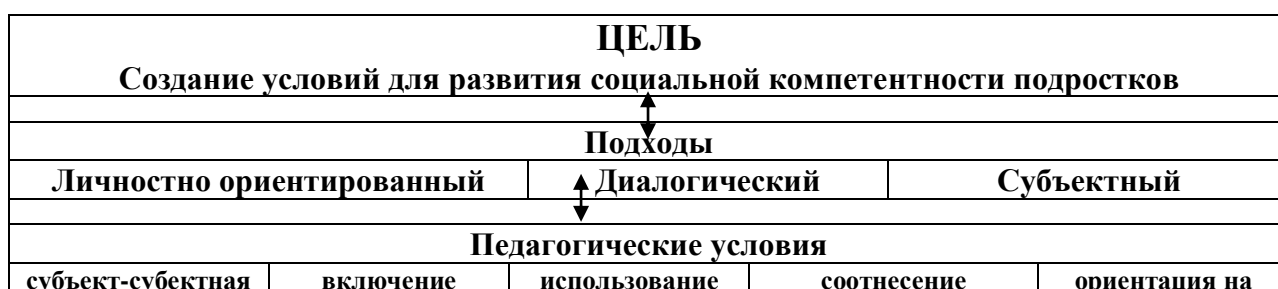 ЦЕЛЬ
Создание условий для развития социальной компетентности подростков
Подходы
Личностно ориентированный Диалогический Субъектный
Педагогические условия
субъект-субектная включение использование соотнесение ориентация на